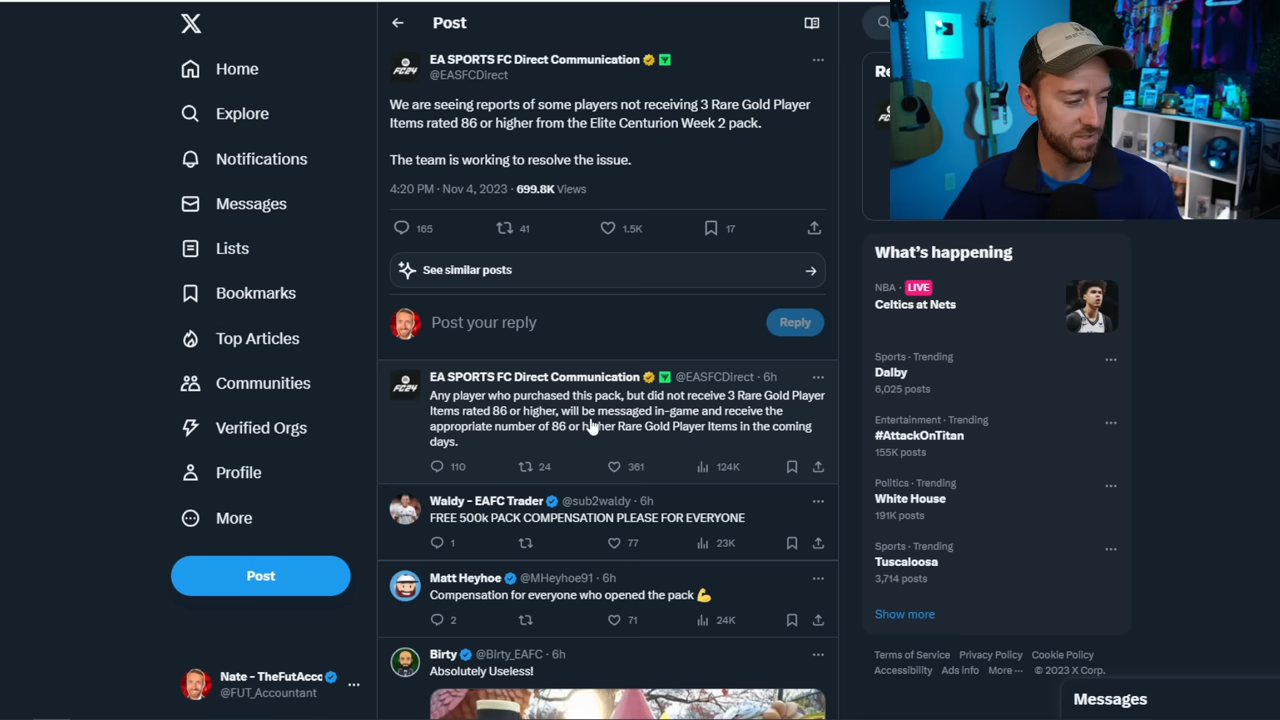 Home
Explore
Notifications
Messages
Lists
Bookmarks
Top Articles
Communities
Verified Orgs
Profile
More
Post
Nate - TheFutAcc
@FUT_Accountant
Post
EA SPORTS FC Direct Communication
@EASFCDirect
We are seeing reports of some players not receiving 3 Rare Gold Player
Items rated 86 or higher from the Elite Centurion Week 2 pack.
The team is working to resolve the issue.
4:20 PM · Nov 4, 2023 · 699.8K Views
165 41 1.5K 17
See similar posts
Post your reply
Reply
EA SPORTS FC Direct Communication @EASFCDirect · 6h
Any player who purchased this pack, but did not receive 3 Rare Gold Player
Items rated 86 or higher, will be messaged in-game and receive the
appropriate number of 86 or higher Rare Gold Player Items in the coming
days.
110 24 361 124K
Waldy - EAFC Trader @sub2waldy · 6h
FREE 500k PACK COMPENSATION PLEASE FOR EVERYONE
1 77 23K
Matt Heyhoe @MHeyhoe91 · 6h
Compensation for everyone who opened the pack 💪
2 71 24K
Birty @Birty_EAFC · 6h
Absolutely Useless!
Re
What's happening
NBA · LIVE
Celtics at Nets
Sports · Trending
Dalby
6,025 posts
Entertainment · Trending
#AttackOnTitan
155K posts
Politics · Trending
White House
191K posts
Sports · Trending
Tuscaloosa
3,714 posts
Show more
Terms of Service Privacy Policy Cookie Policy
Accessibility Ads info More ··· © 2023 X Corp.
Messages